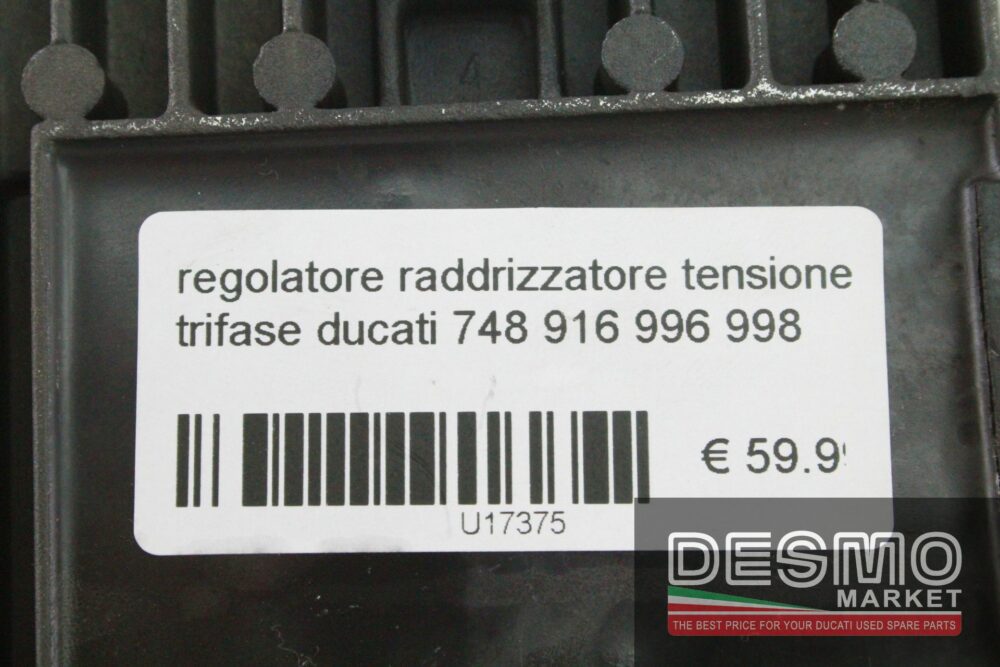 4
regolatore raddrizzatore tensione
trifase ducati 748 916 996 998
€ 59.9
U17375
DESMO
MARKET
THE BEST PRICE FOR YOUR DUCATI USED SPARE PARTS